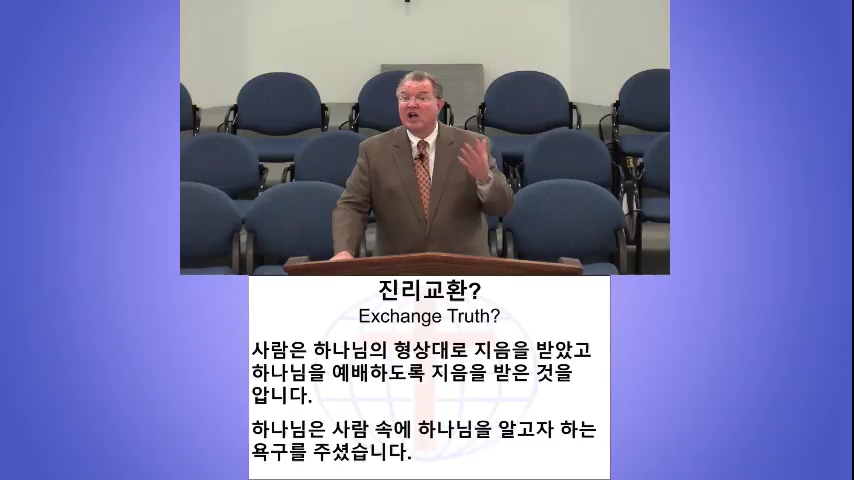 진리교환?
Exchange Truth?
사람은 하나님의 형상대로 지음을 받았고
하나님을 예배하도록 지음을 받은 것을
압니다.
하나님은 사람 속에 하나님을 알고자 하는
욕구를 주셨습니다.